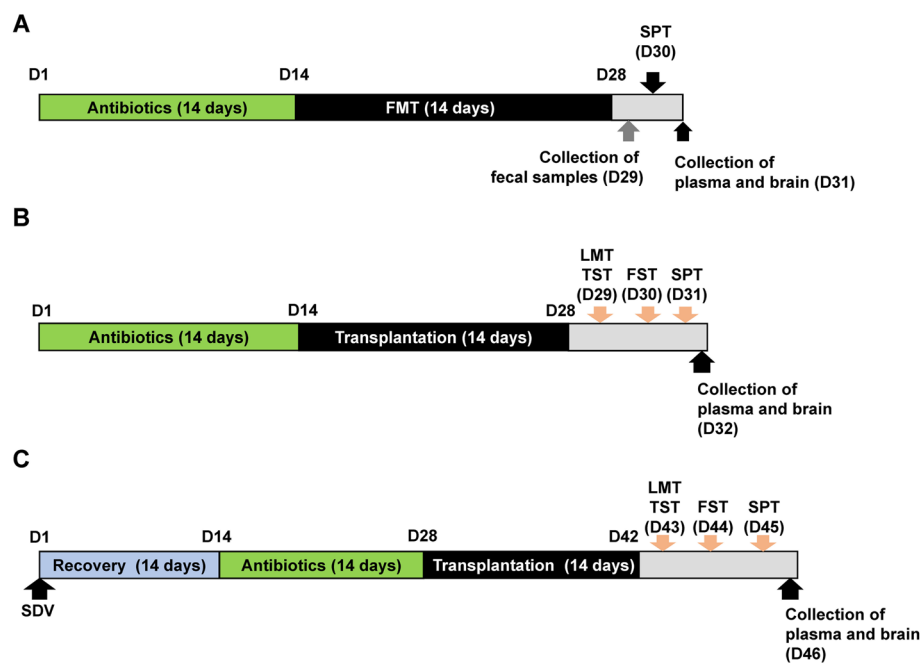 A
SPT
(D30)
D1
D14
D28
Antibiotics (14 days)
FMT (14 days)
Collection of
fecal samples (D29)
Collection of
plasma and brain (D31)
B
LMT
TST
(D29)
FST
(D30)
SPT
(D31)
D1
D14
D28
Antibiotics (14 days)
Transplantation (14 days)
Collection of
plasma and brain
(D32)
C
LMT
TST
(D43)
FST
(D44)
SPT
(D45)
D1
D14
D28
D42
Recovery (14 days)
Antibiotics (14 days)
Transplantation (14 days)
SDV
Collection of
plasma and brain
(D46)